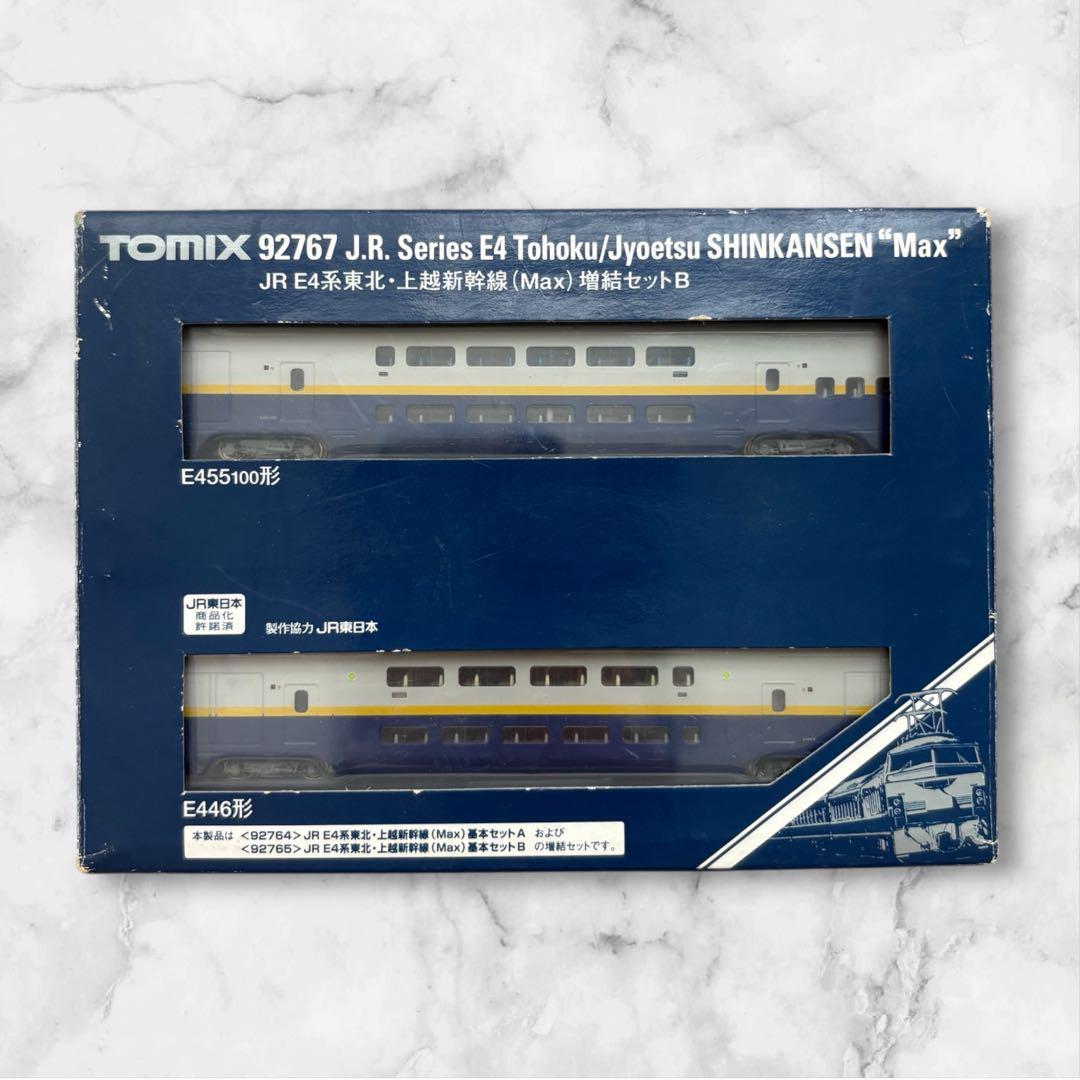 TOMIX 92767 J.R. Series E4 Tohoku/Jyoetsu SHINKANSEN “Max”
JR E4系東北・上越新幹線（Max）増結セットB
E455100形
JR東日本
商品化
許諾済
製作協力 JR東日本
E446形
本製品は <92764>JR E4系東北・上越新幹線（Max）基本セットA および
<92765>JR E4系東北・上越新幹線（Max）基本セットB の増結セットです。